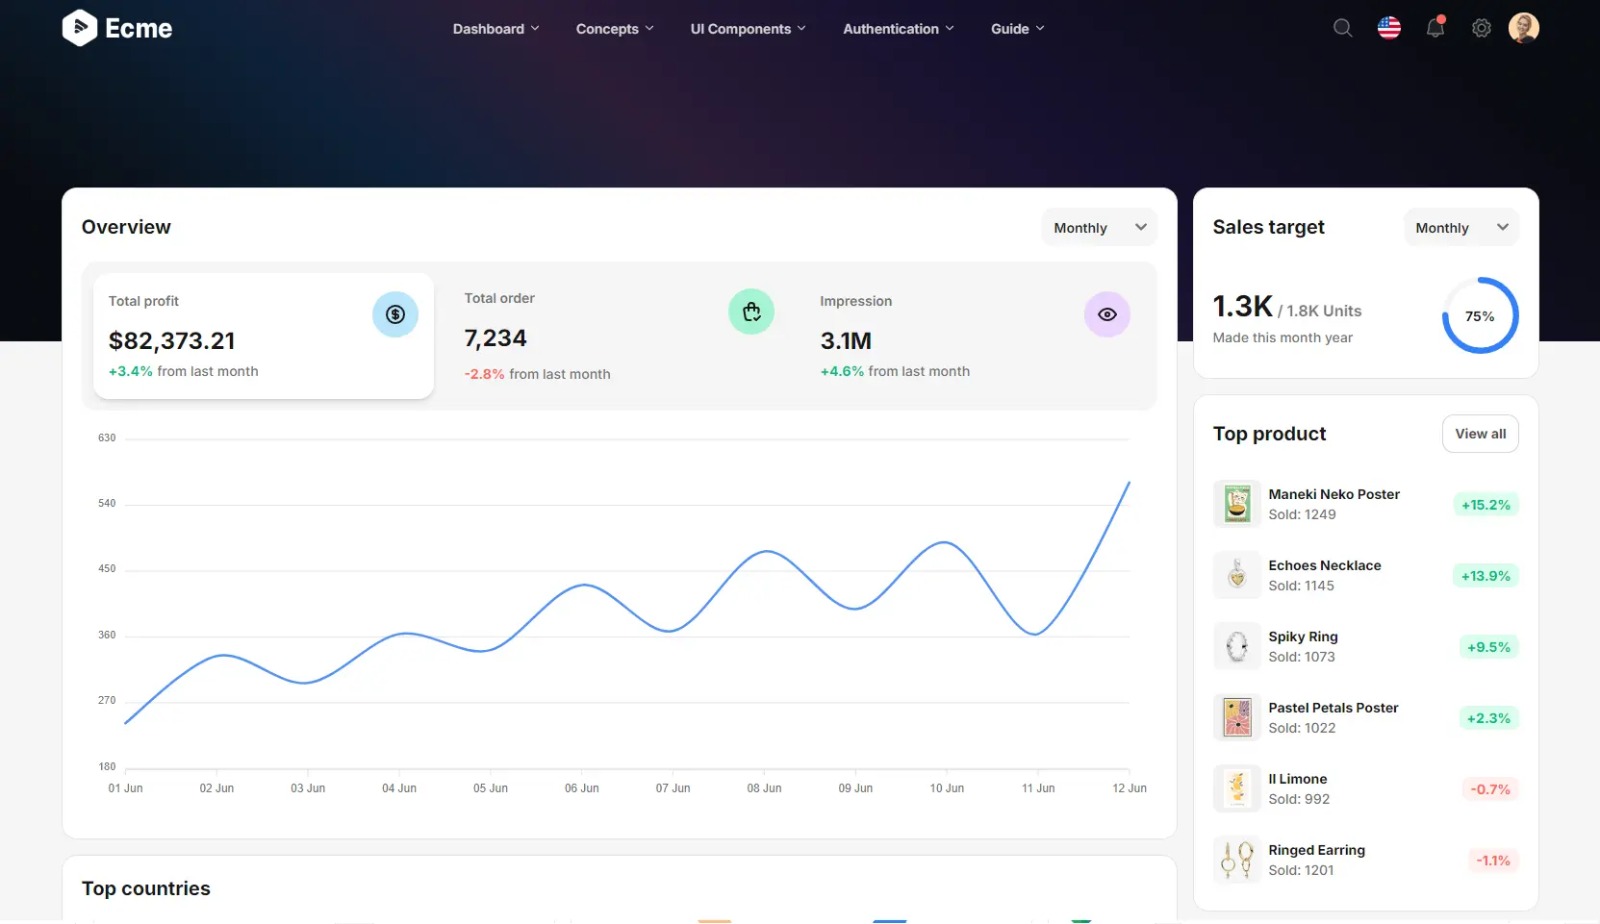 Ecme
Dashboard
Concepts
UI Components
Authentication
Guide
Overview
Monthly
Total profit
$82,373.21
+3.4% from last month
Total order
7,234
-2.8% from last month
Impression
3.1M
+4.6% from last month
630
540
450
360
270
180
01 Jun
02 Jun
03 Jun
04 Jun
05 Jun
06 Jun
07 Jun
08 Jun
09 Jun
10 Jun
11 Jun
12 Jun
Top countries
Sales target
Monthly
1.3K / 1.8K Units
Made this month year
75%
Top product
View all
Maneki Neko Poster
Sold: 1249
+15.2%
Echoes Necklace
Sold: 1145
+13.9%
Spiky Ring
Sold: 1073
+9.5%
Pastel Petals Poster
Sold: 1022
+2.3%
Il Limone
Sold: 992
-0.7%
Ringed Earring
Sold: 1201
-1.1%